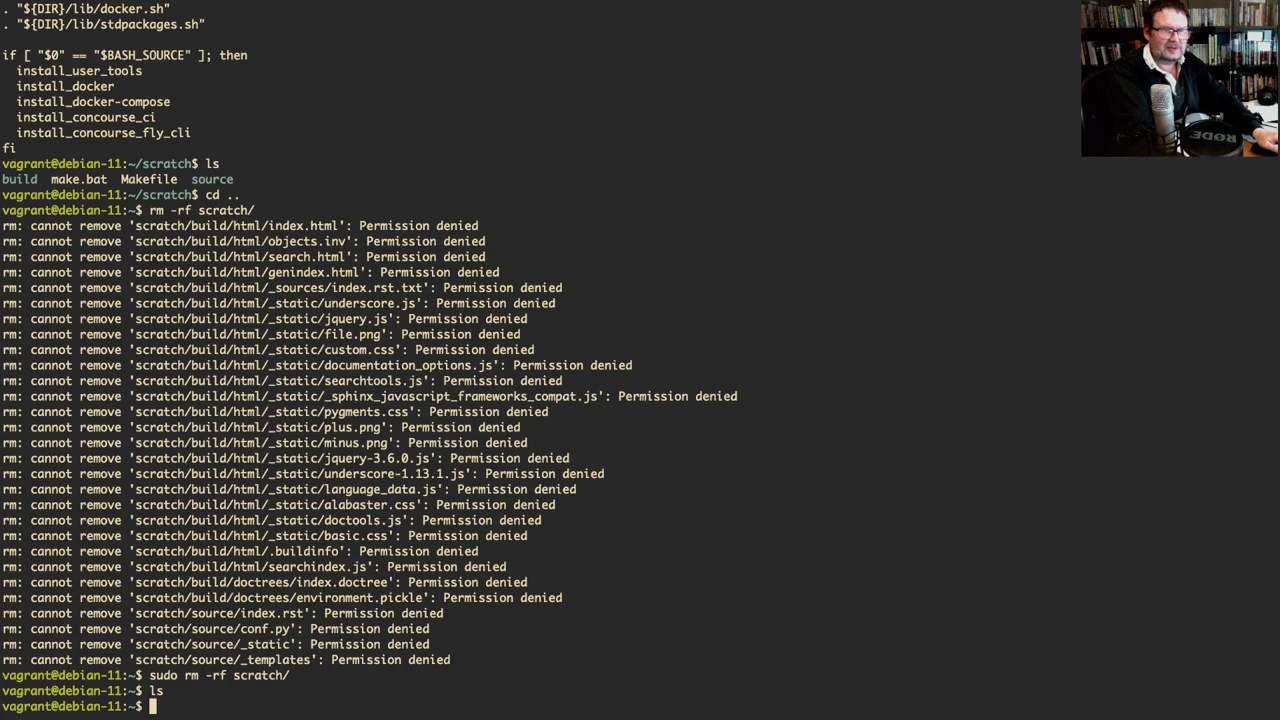 . "${DIR}/lib/docker.sh"
. "${DIR}/lib/stdpackages.sh"
if [ "$0" == "$BASH_SOURCE" ]; then
  install_user_tools
  install_docker
  install_docker-compose
  install_concourse_ci
  install_concourse_fly_cli
fi
vagrant@debian-11:~/scratch$ ls
build  make.bat  Makefile  source
vagrant@debian-11:~/scratch$ cd ..
vagrant@debian-11:~$ rm -rf scratch/
rm: cannot remove 'scratch/build/html/index.html': Permission denied
rm: cannot remove 'scratch/build/html/objects.inv': Permission denied
rm: cannot remove 'scratch/build/html/search.html': Permission denied
rm: cannot remove 'scratch/build/html/genindex.html': Permission denied
rm: cannot remove 'scratch/build/html/_sources/index.rst.txt': Permission denied
rm: cannot remove 'scratch/build/html/_static/underscore.js': Permission denied
rm: cannot remove 'scratch/build/html/_static/jquery.js': Permission denied
rm: cannot remove 'scratch/build/html/_static/file.png': Permission denied
rm: cannot remove 'scratch/build/html/_static/custom.css': Permission denied
rm: cannot remove 'scratch/build/html/_static/documentation_options.js': Permission denied
rm: cannot remove 'scratch/build/html/_static/searchtools.js': Permission denied
rm: cannot remove 'scratch/build/html/_static/_sphinx_javascript_frameworks_compat.js': Permission denied
rm: cannot remove 'scratch/build/html/_static/pygments.css': Permission denied
rm: cannot remove 'scratch/build/html/_static/plus.png': Permission denied
rm: cannot remove 'scratch/build/html/_static/minus.png': Permission denied
rm: cannot remove 'scratch/build/html/_static/jquery-3.6.0.js': Permission denied
rm: cannot remove 'scratch/build/html/_static/underscore-1.13.1.js': Permission denied
rm: cannot remove 'scratch/build/html/_static/language_data.js': Permission denied
rm: cannot remove 'scratch/build/html/_static/alabaster.css': Permission denied
rm: cannot remove 'scratch/build/html/_static/doctools.js': Permission denied
rm: cannot remove 'scratch/build/html/_static/basic.css': Permission denied
rm: cannot remove 'scratch/build/html/.buildinfo': Permission denied
rm: cannot remove 'scratch/build/html/searchindex.js': Permission denied
rm: cannot remove 'scratch/build/doctrees/index.doctree': Permission denied
rm: cannot remove 'scratch/build/doctrees/environment.pickle': Permission denied
rm: cannot remove 'scratch/source/index.rst': Permission denied
rm: cannot remove 'scratch/source/conf.py': Permission denied
rm: cannot remove 'scratch/source/_static': Permission denied
rm: cannot remove 'scratch/source/_templates': Permission denied
vagrant@debian-11:~$ sudo rm -rf scratch/
vagrant@debian-11:~$ ls
vagrant@debian-11:~$
RØDE